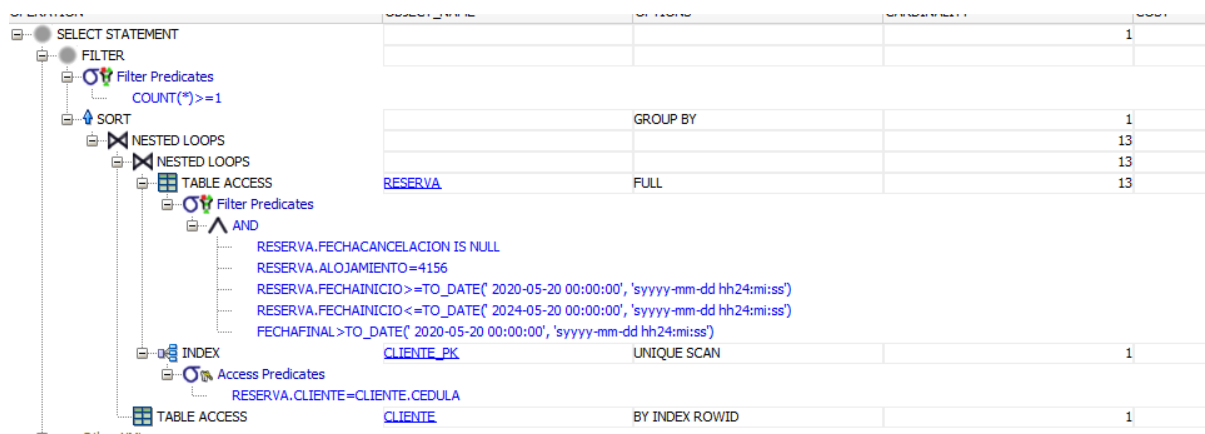 OPERATION OBJECT_NAME OPTIONS CARDINALITY COST
SELECT STATEMENT 1
FILTER
Filter Predicates
COUNT(*)>=1
SORT GROUP BY 1
NESTED LOOPS 13
NESTED LOOPS 13
TABLE ACCESS RESERVA FULL 13
Filter Predicates
AND
RESERVA.FECHACANCELACION IS NULL
RESERVA.ALOJAMIENTO=4156
RESERVA.FECHAINICIO>=TO_DATE(' 2020-05-20 00:00:00', 'syyyy-mm-dd hh24:mi:ss')
RESERVA.FECHAINICIO<=TO_DATE(' 2024-05-20 00:00:00', 'syyyy-mm-dd hh24:mi:ss')
FECHAFINAL>TO_DATE(' 2020-05-20 00:00:00', 'syyyy-mm-dd hh24:mi:ss')
INDEX CLIENTE_PK UNIQUE SCAN 1
Access Predicates
RESERVA.CLIENTE=CLIENTE.CEDULA
TABLE ACCESS CLIENTE BY INDEX ROWID 1